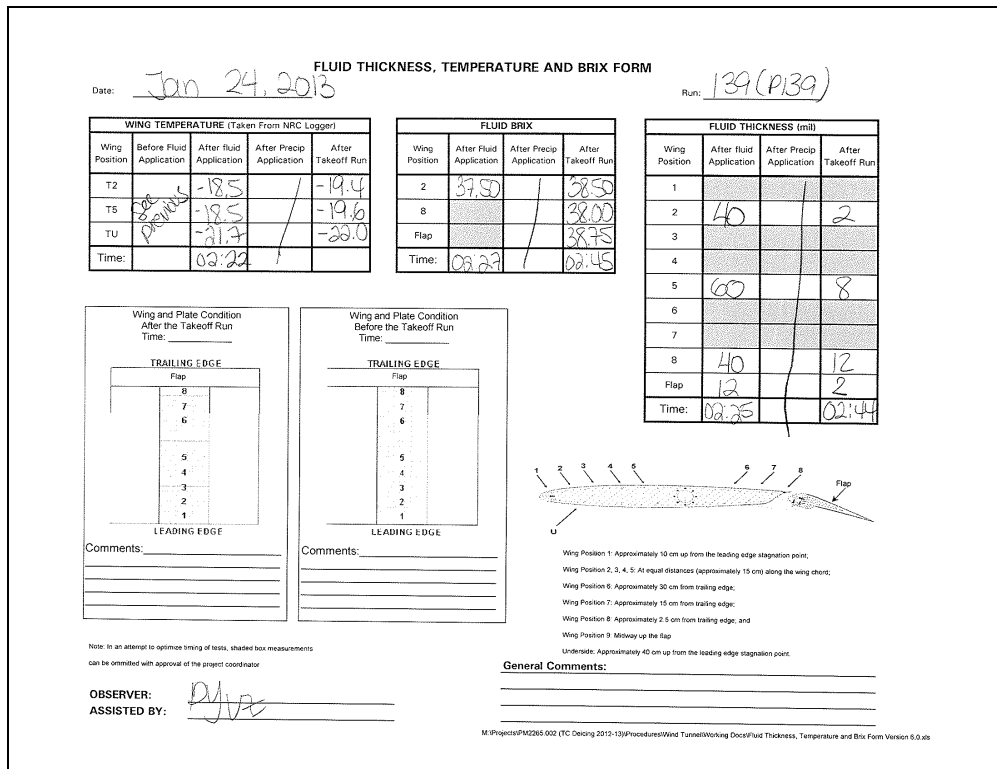 FLUID THICKNESS, TEMPERATURE AND BRIX FORM
Date: Jan 24, 2013
Run: 139 (P139)
WING TEMPERATURE (Taken From NRC Logger)
Wing Position Before Fluid Application After fluid Application After Precip Application After Takeoff Run
T2 See previous -18.5 -19.4
T5 -18.5 -19.6
TU -21.7 -22.0
Time: 02:22
FLUID BRIX
Wing Position After Fluid Application After Precip Application After Takeoff Run
2 37.50 38.50
8 38.00
Flap 38.75
Time: 02:27 02:45
FLUID THICKNESS (mil)
Wing Position After fluid Application After Precip Application After Takeoff Run
1
2 40 2
3
4
5 60 8
6
7
8 40 12
Flap 12 2
Time: 02:25 02:44
Wing and Plate Condition
After the Takeoff Run
Time:
TRAILING EDGE
Flap
8
7
6
5
4
3
2
1
LEADING EDGE
Comments:
Wing and Plate Condition
Before the Takeoff Run
Time:
TRAILING EDGE
Flap
8
7
6
5
4
3
2
1
LEADING EDGE
Comments:
1 2 3 4 5 6 7 8
Flap
U
Wing Position 1: Approximately 10 cm up from the leading edge stagnation point;
Wing Position 2, 3, 4, 5: At equal distances (approximately 15 cm) along the wing chord;
Wing Position 6: Approximately 30 cm from trailing edge;
Wing Position 7: Approximately 15 cm from trailing edge;
Wing Position 8: Approximately 2.5 cm from trailing edge; and
Wing Position 9: Midway up the flap
Underside: Approximately 40 cm up from the leading edge stagnation point.
Note: In an attempt to optimize timing of tests, shaded box measurements
can be ommitted with approval of the project coordinator
General Comments:
OBSERVER:
ASSISTED BY:
M:\Projects\PM2265.002 (TC Deicing 2012-13)\Procedures\Wind Tunnel\Working Docs\Fluid Thickness, Temperature and Brix Form Version 6.0.xls